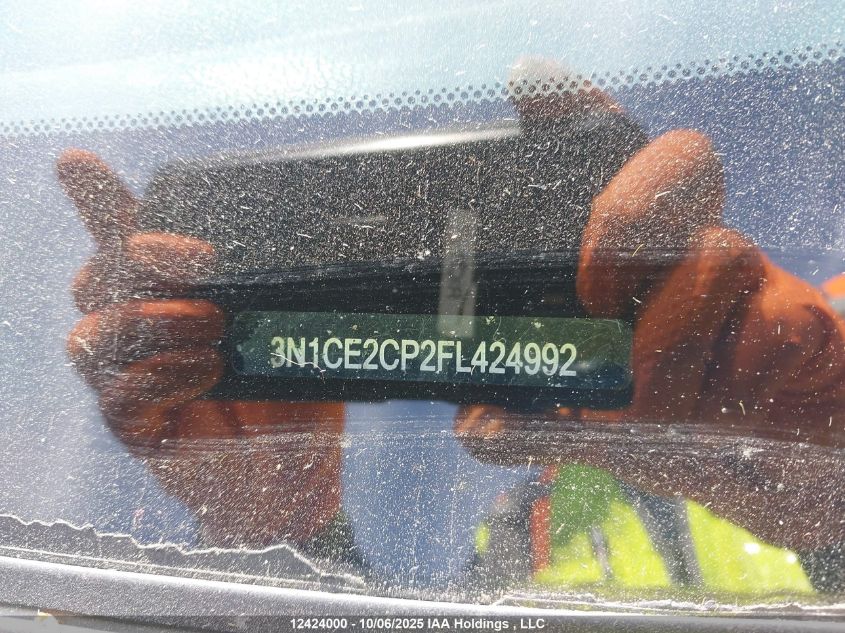 3N1CE2CP2FL424992
12424000 - 10/06/2025 IAA Holdings , LLC